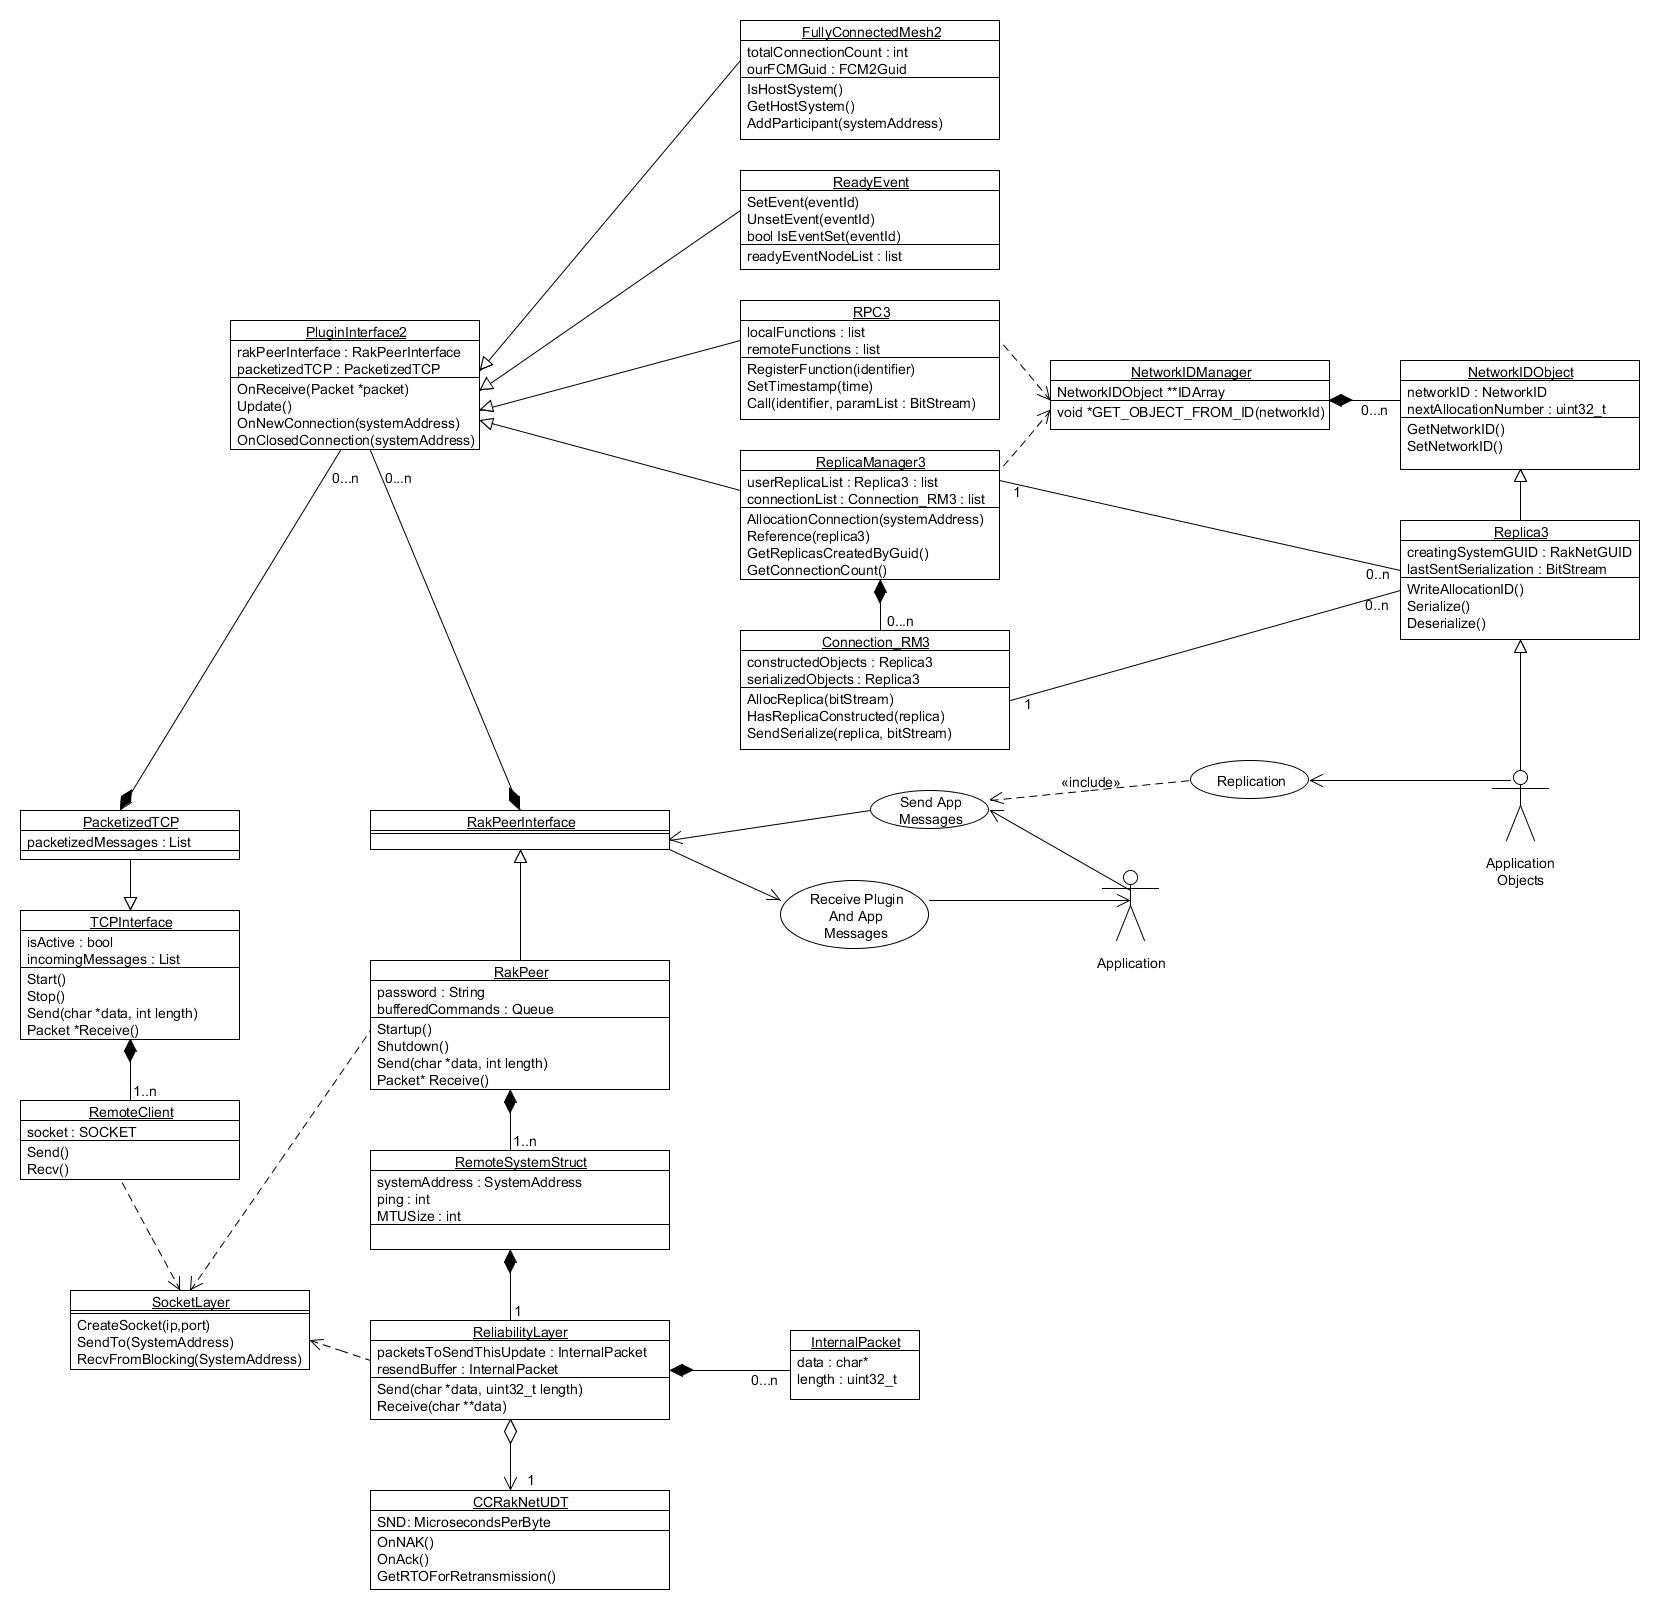 FullyConnectedMesh2
totalConnectionCount : int
ourFCMGuid : FCM2Guid
IsHostSystem()
GetHostSystem()
AddParticipant(systemAddress)
ReadyEvent
SetEvent(eventId)
UnsetEvent(eventId)
bool IsEventSet(eventId)
readyEventNodeList : list
RPC3
localFunctions : list
remoteFunctions : list
RegisterFunction(identifier)
SetTimestamp(time)
Call(identifier, paramList : BitStream)
PluginInterface2
rakPeerInterface : RakPeerInterface
packetizedTCP : PacketizedTCP
OnReceive(Packet *packet)
Update()
OnNewConnection(systemAddress)
OnClosedConnection(systemAddress)
0...n
0...n
NetworkIDManager
NetworkIDObject **IDArray
void *GET_OBJECT_FROM_ID(networkId)
0...n
NetworkIDObject
networkID : NetworkID
nextAllocationNumber : uint32_t
GetNetworkID()
SetNetworkID()
ReplicaManager3
userReplicaList : Replica3 : list
connectionList : Connection_RM3 : list
AllocationConnection(systemAddress)
Reference(replica3)
GetReplicasCreatedByGuid()
GetConnectionCount()
1
0..n
0...n
Replica3
creatingSystemGUID : RakNetGUID
lastSentSerialization : BitStream
WriteAllocationID()
Serialize()
Deserialize()
0..n
Connection_RM3
constructedObjects : Replica3
serializedObjects : Replica3
AllocReplica(bitStream)
HasReplicaConstructed(replica)
SendSerialize(replica, bitStream)
1
«include»
Replication
Send App
Messages
Application
Objects
PacketizedTCP
packetizedMessages : List
RakPeerInterface
Receive Plugin
And App
Messages
Application
TCPInterface
isActive : bool
incomingMessages : List
Start()
Stop()
Send(char *data, int length)
Packet *Receive()
1..n
RakPeer
password : String
bufferedCommands : Queue
Startup()
Shutdown()
Send(char *data, int length)
Packet* Receive()
1..n
RemoteClient
socket : SOCKET
Send()
Recv()
RemoteSystemStruct
systemAddress : SystemAddress
ping : int
MTUSize : int
1
SocketLayer
CreateSocket(ip,port)
SendTo(SystemAddress)
RecvFromBlocking(SystemAddress)
ReliabilityLayer
packetsToSendThisUpdate : InternalPacket
resendBuffer : InternalPacket
Send(char *data, uint32_t length)
Receive(char **data)
0...n
InternalPacket
data : char*
length : uint32_t
1
CCRakNetUDT
SND: MicrosecondsPerByte
OnNAK()
OnAck()
GetRTOForRetransmission()